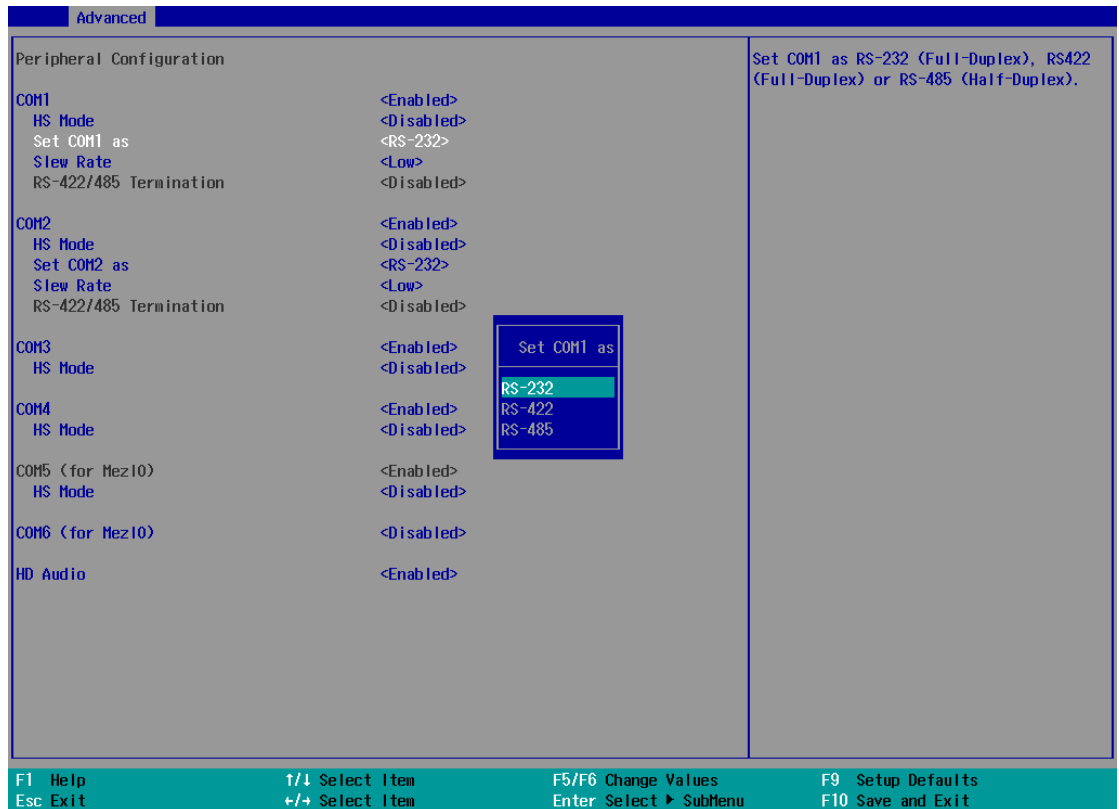 Advanced
Peripheral Configuration
Set COM1 as RS-232 (Full-Duplex), RS422
(Full-Duplex) or RS-485 (Half-Duplex).
COM1 <Enabled>
HS Mode <Disabled>
Set COM1 as <RS-232>
Slew Rate <Low>
RS-422/485 Termination <Disabled>
COM2 <Enabled>
HS Mode <Disabled>
Set COM2 as <RS-232>
Slew Rate <Low>
RS-422/485 Termination <Disabled>
COM3 <Enabled>
HS Mode <Disabled>
COM4 <Enabled>
HS Mode <Disabled>
COM5 (for MezIO) <Enabled>
HS Mode <Disabled>
COM6 (for MezIO) <Disabled>
HD Audio <Enabled>
Set COM1 as
RS-232
RS-422
RS-485
F1 Help ↑/↓ Select Item F5/F6 Change Values F9 Setup Defaults
Esc Exit ←/→ Select Item Enter Select ▶ SubMenu F10 Save and Exit